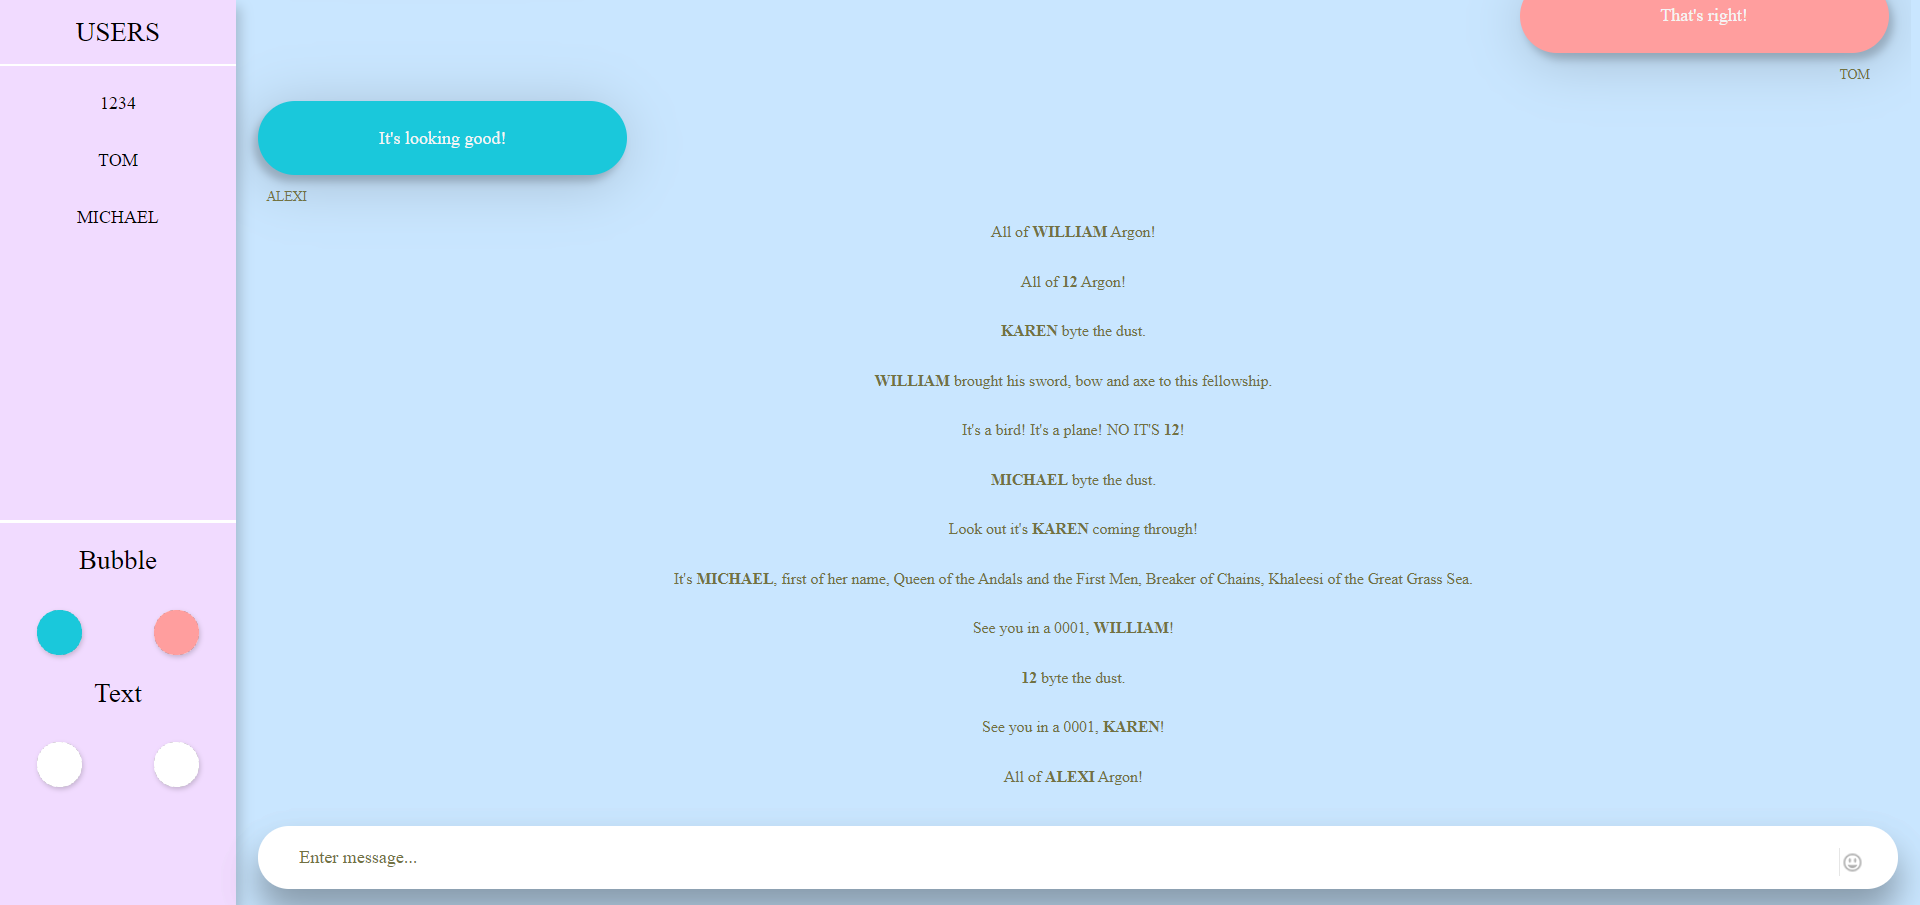 USERS
1234
TOM
MICHAEL
Bubble
Text
That's right!
TOM
It's looking good!
ALEXI
All of WILLIAM Argon!
All of 12 Argon!
KAREN byte the dust.
WILLIAM brought his sword, bow and axe to this fellowship.
It's a bird! It's a plane! NO IT'S 12!
MICHAEL byte the dust.
Look out it's KAREN coming through!
It's MICHAEL, first of her name, Queen of the Andals and the First Men, Breaker of Chains, Khaleesi of the Great Grass Sea.
See you in a 0001, WILLIAM!
12 byte the dust.
See you in a 0001, KAREN!
All of ALEXI Argon!
Enter message...